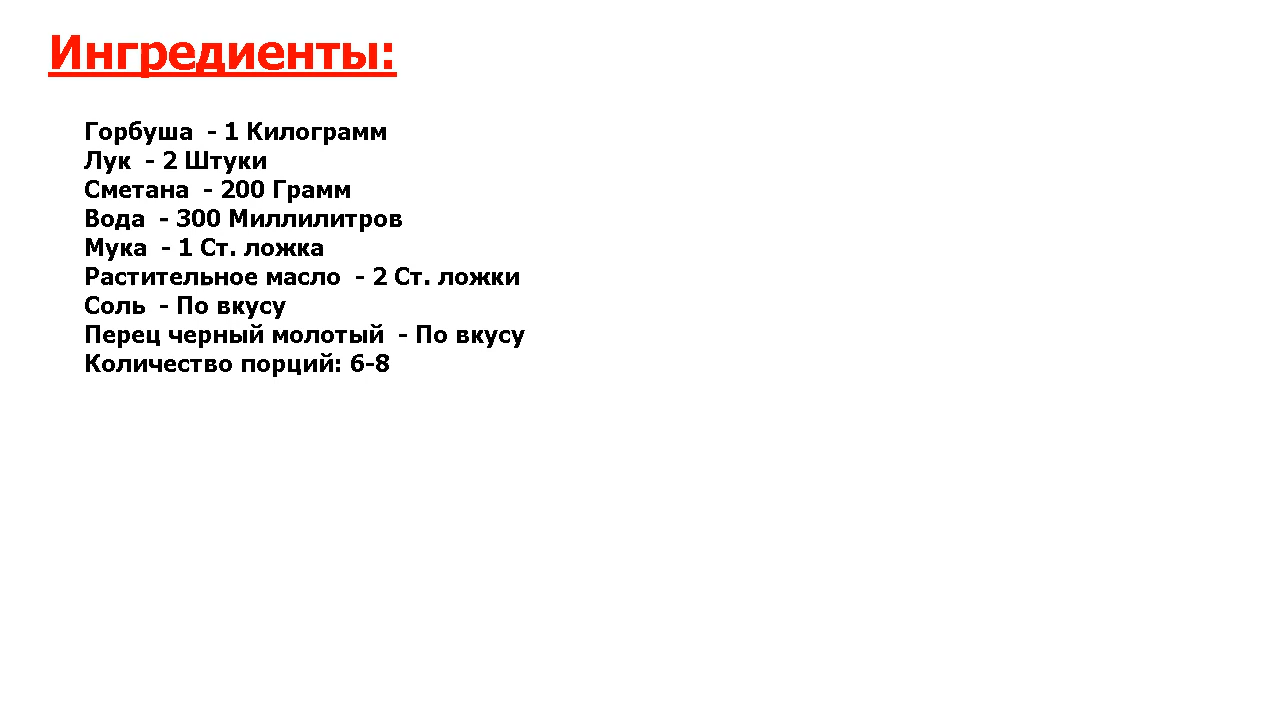 Ингредиенты:
Горбуша  - 1 Килограмм
Лук  - 2 Штуки
Сметана  - 200 Грамм
Вода  - 300 Миллилитров
Мука  - 1 Ст. ложка
Растительное масло  - 2 Ст. ложки
Соль  - По вкусу
Перец черный молотый  - По вкусу
Количество порций: 6-8